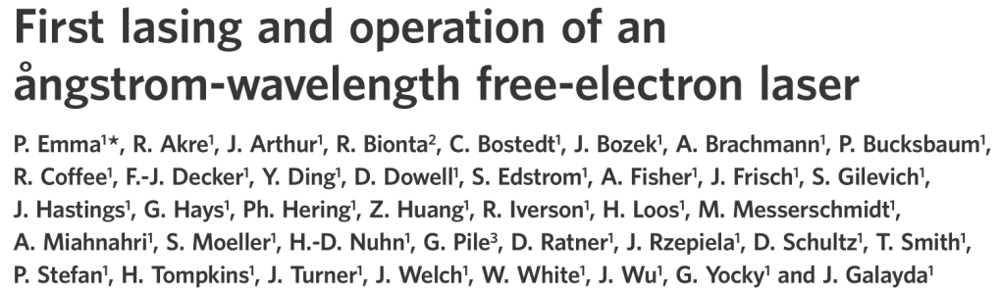 First lasing and operation of an
ångstrom-wavelength free-electron laser
P. Emma¹*, R. Akre¹, J. Arthur¹, R. Bionta², C. Bostedt¹, J. Bozek¹, A. Brachmann¹, P. Bucksbaum¹,
R. Coffee¹, F.-J. Decker¹, Y. Ding¹, D. Dowell¹, S. Edstrom¹, A. Fisher¹, J. Frisch¹, S. Gilevich¹,
J. Hastings¹, G. Hays¹, Ph. Hering¹, Z. Huang¹, R. Iverson¹, H. Loos¹, M. Messerschmidt¹,
A. Miahnahri¹, S. Moeller¹, H.-D. Nuhn¹, G. Pile³, D. Ratner¹, J. Rzepiela¹, D. Schultz¹, T. Smith¹,
P. Stefan¹, H. Tompkins¹, J. Turner¹, J. Welch¹, W. White¹, J. Wu¹, G. Yocky¹ and J. Galayda¹